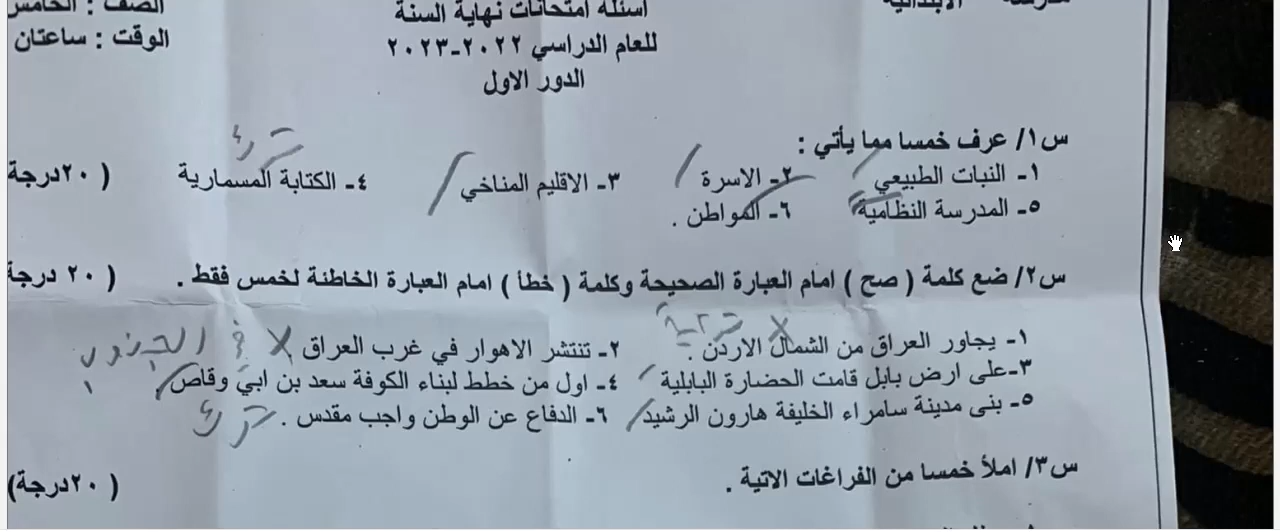 مدرسة الابتدائية
اسئلة امتحانات نهاية السنة
الصف : الخامس
للعام الدراسي ٢٠٢٢-٢٠٢٣
الوقت : ساعتان
الدور الاول
س١/ عرف خمسا مما يأتي :
( ٢٠درجة
١- النبات الطبيعي ٢- الاسرة ٣- الاقليم المناخي ٤- الكتابة المسمارية
٥- المدرسة النظامية ٦- المواطن .
س٢/ ضع كلمة ( صح ) امام العبارة الصحيحة وكلمة ( خطأ ) امام العبارة الخاطئة لخمس فقط . ( ٢٠ درجة
١- يجاور العراق من الشمال الاردن . ٢- تنتشر الاهوار في غرب العراق في الجنوب
٣-على ارض بابل قامت الحضارة البابلية ٤- اول من خطط لبناء الكوفة سعد بن ابي وقاص
٥- بنى مدينة سامراء الخليفة هارون الرشيد ٦- الدفاع عن الوطن واجب مقدس .
س٣/ املأ خمسا من الفراغات الاتية . ( ٢٠درجة)